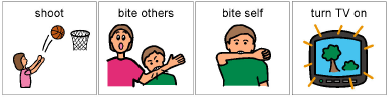 shoot
bite others
bite self
turn TV on